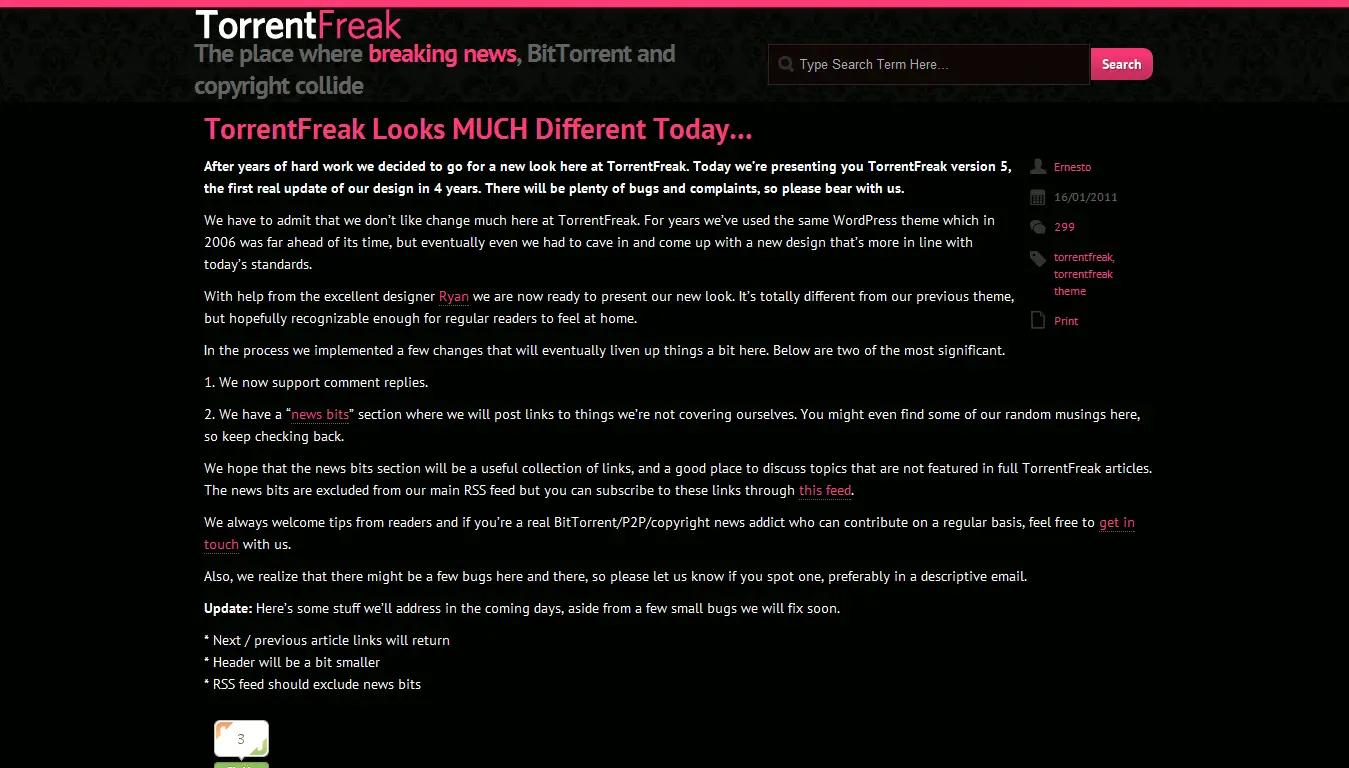 TorrentFreak
The place where breaking news, BitTorrent and
copyright collide
Type Search Term Here...
Search
TorrentFreak Looks MUCH Different Today...
After years of hard work we decided to go for a new look here at TorrentFreak. Today we're presenting you TorrentFreak version 5,
the first real update of our design in 4 years. There will be plenty of bugs and complaints, so please bear with us.
Ernesto
16/01/2011
299
torrentfreak,
torrentfreak
theme
Print
We have to admit that we don't like change much here at TorrentFreak. For years we've used the same WordPress theme which in
2006 was far ahead of its time, but eventually even we had to cave in and come up with a new design that's more in line with
today's standards.
With help from the excellent designer Ryan we are now ready to present our new look. It's totally different from our previous theme,
but hopefully recognizable enough for regular readers to feel at home.
In the process we implemented a few changes that will eventually liven up things a bit here. Below are two of the most significant.
1. We now support comment replies.
2. We have a “news bits” section where we will post links to things we're not covering ourselves. You might even find some of our random musings here,
so keep checking back.
We hope that the news bits section will be a useful collection of links, and a good place to discuss topics that are not featured in full TorrentFreak articles.
The news bits are excluded from our main RSS feed but you can subscribe to these links through this feed.
We always welcome tips from readers and if you're a real BitTorrent/P2P/copyright news addict who can contribute on a regular basis, feel free to get in
touch with us.
Also, we realize that there might be a few bugs here and there, so please let us know if you spot one, preferably in a descriptive email.
Update: Here's some stuff we'll address in the coming days, aside from a few small bugs we will fix soon.
* Next / previous article links will return
* Header will be a bit smaller
* RSS feed should exclude news bits
3